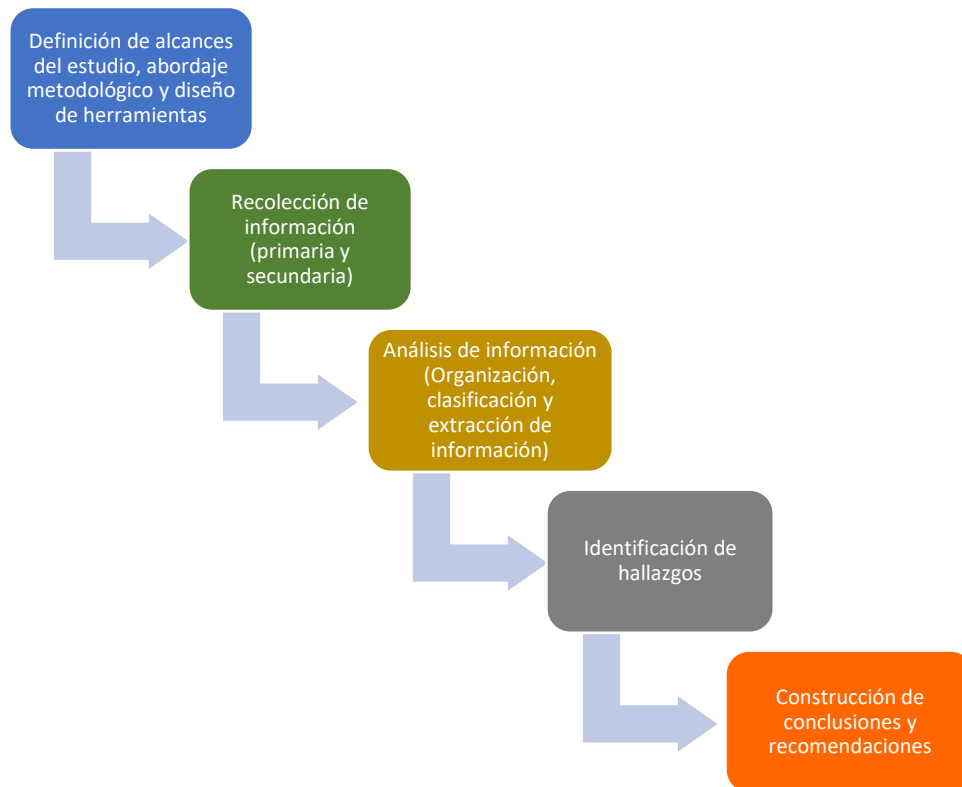 Definición de alcances
del estudio, abordaje
metodológico y diseño
de herramientas
Recolección de
información
(primaria y
secundaria)
Análisis de información
(Organización,
clasificación y
extracción de
información)
Identificación de
hallazgos
Construcción de
conclusiones y
recomendaciones